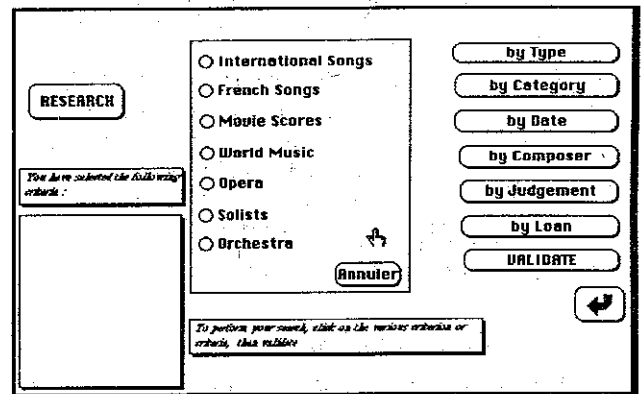 RESEARCH
You have selected the following
criteria :
International Songs
French Songs
Movie Scores
World Music
Opera
Solists
Orchestra
Annuler
To perform your search, click on the various criterion or
criteria, then validate
by Type
by Category
by Date
by Composer
by Judgement
by Loan
VALIDATE